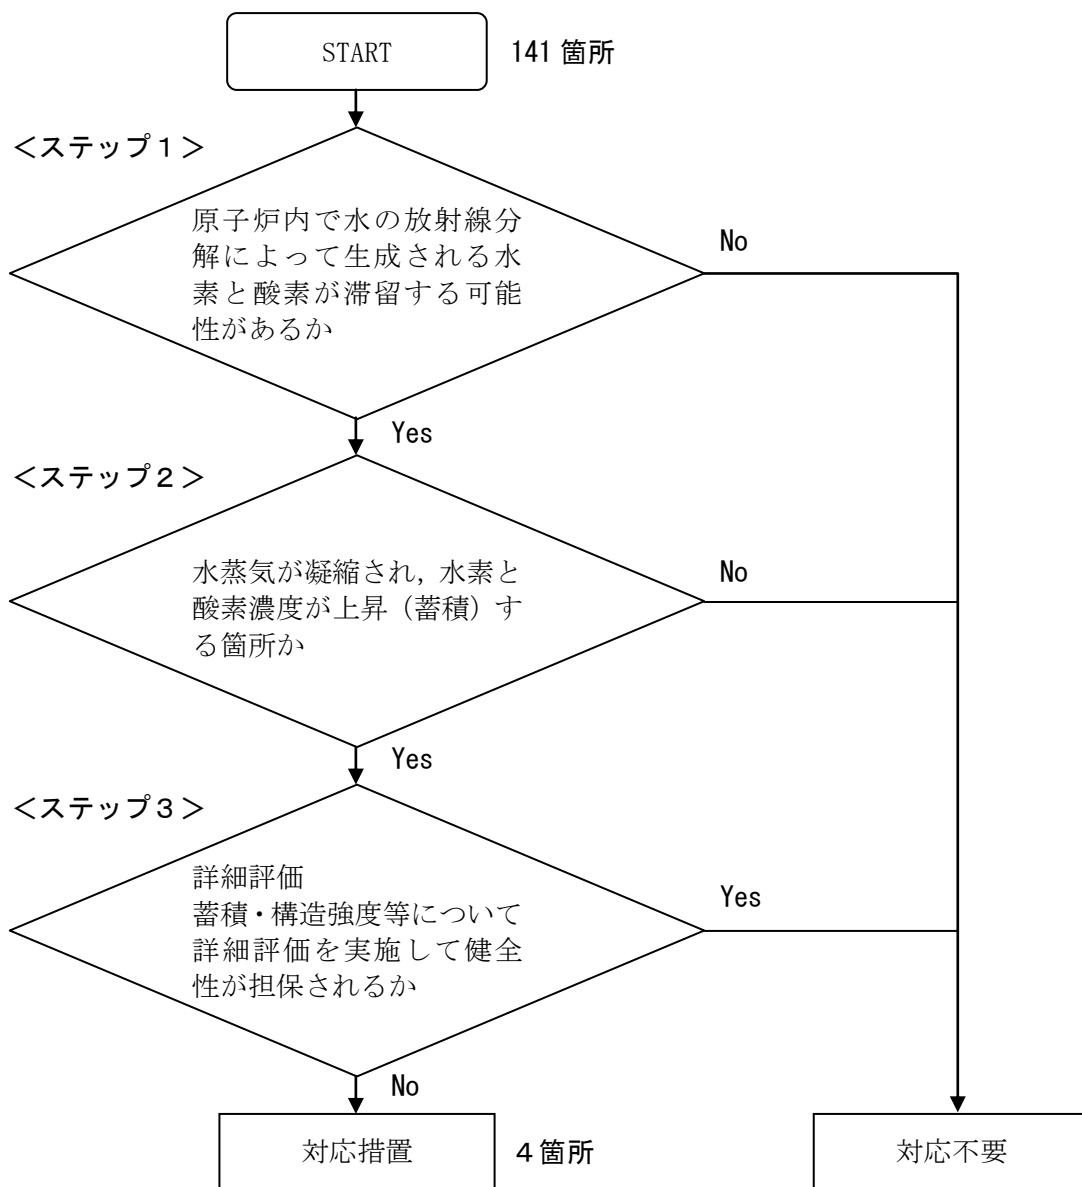 START
141 箇所
＜ステップ１＞
原子炉内で水の放射線分
解によって生成される水
素と酸素が滞留する可能
性があるか
No
Yes
＜ステップ２＞
水蒸気が凝縮され，水素と
酸素濃度が上昇（蓄積）す
る箇所か
No
Yes
＜ステップ３＞
詳細評価
蓄積・構造強度等について
詳細評価を実施して健全
性が担保されるか
Yes
No
対応措置
４箇所
対応不要